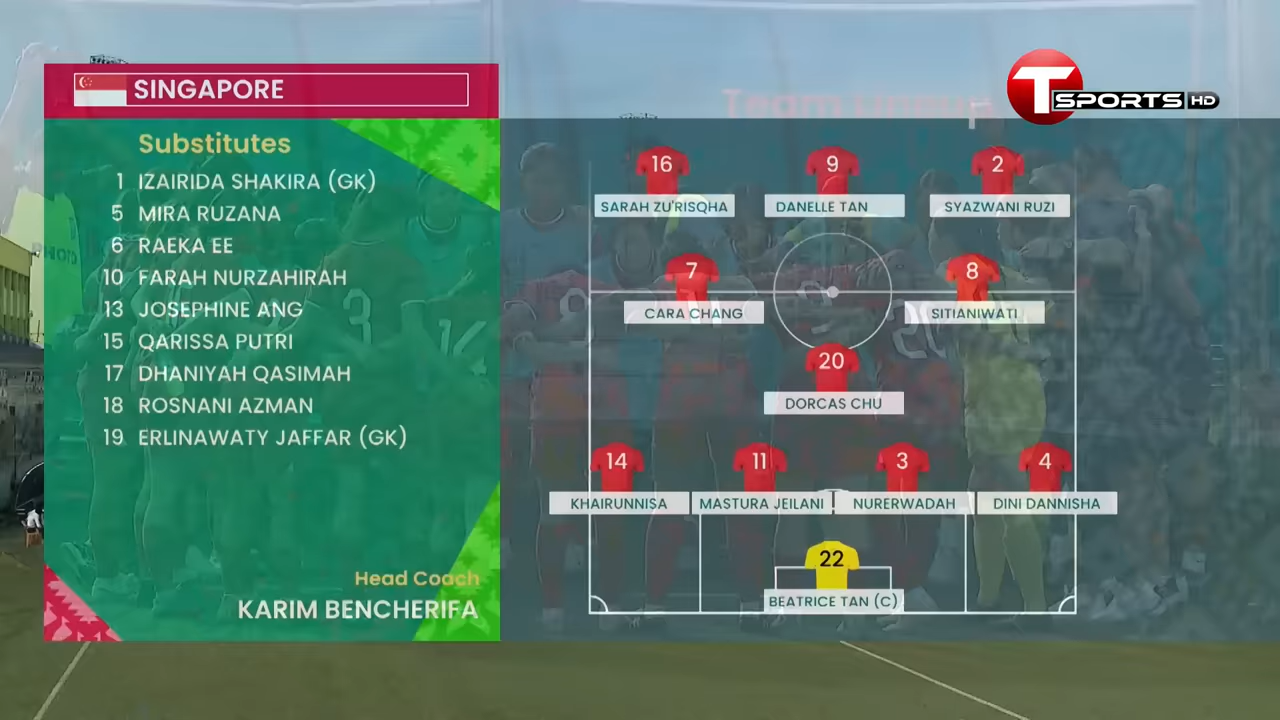 SINGAPORE
Substitutes
1 IZAIRIDA SHAKIRA (GK)
5 MIRA RUZANA
6 RAEKA EE
10 FARAH NURZAHIRAH
13 JOSEPHINE ANG
15 QARISSA PUTRI
17 DHANIYAH QASIMAH
18 ROSNANI AZMAN
19 ERLINAWATY JAFFAR (GK)
Head Coach
KARIM BENCHERIFA
T SPORTS HD
Team Lineup
16 9 2
SARAH ZU'RISQHA DANELLE TAN SYAZWANI RUZI
7 8
CARA CHANG SITIANIWATI
20
DORCAS CHU
14 11 3 4
KHAIRUNNISA MASTURA JEILANI NURERWADAH DINI DANNISHA
22
BEATRICE TAN (C)